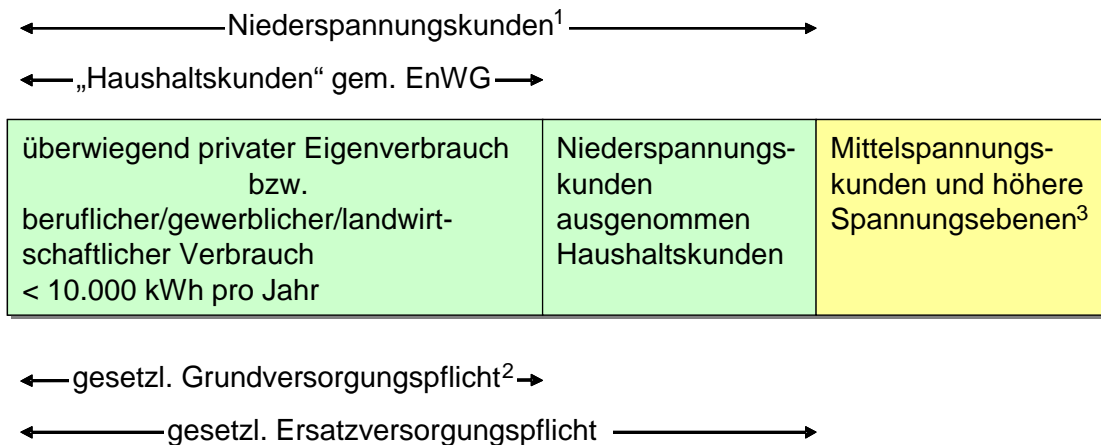 Niederspannungskunden¹
„Haushaltskunden“ gem. EnWG
überwiegend privater Eigenverbrauch
bzw.
beruflicher/gewerblicher/landwirt-
schaftlicher Verbrauch
< 10.000 kWh pro Jahr
Niederspannungs-
kunden
ausgenommen
Haushaltskunden
Mittelspannungs-
kunden und höhere
Spannungsebenen³
gesetzl. Grundversorgungspflicht²
gesetzl. Ersatzversorgungspflicht